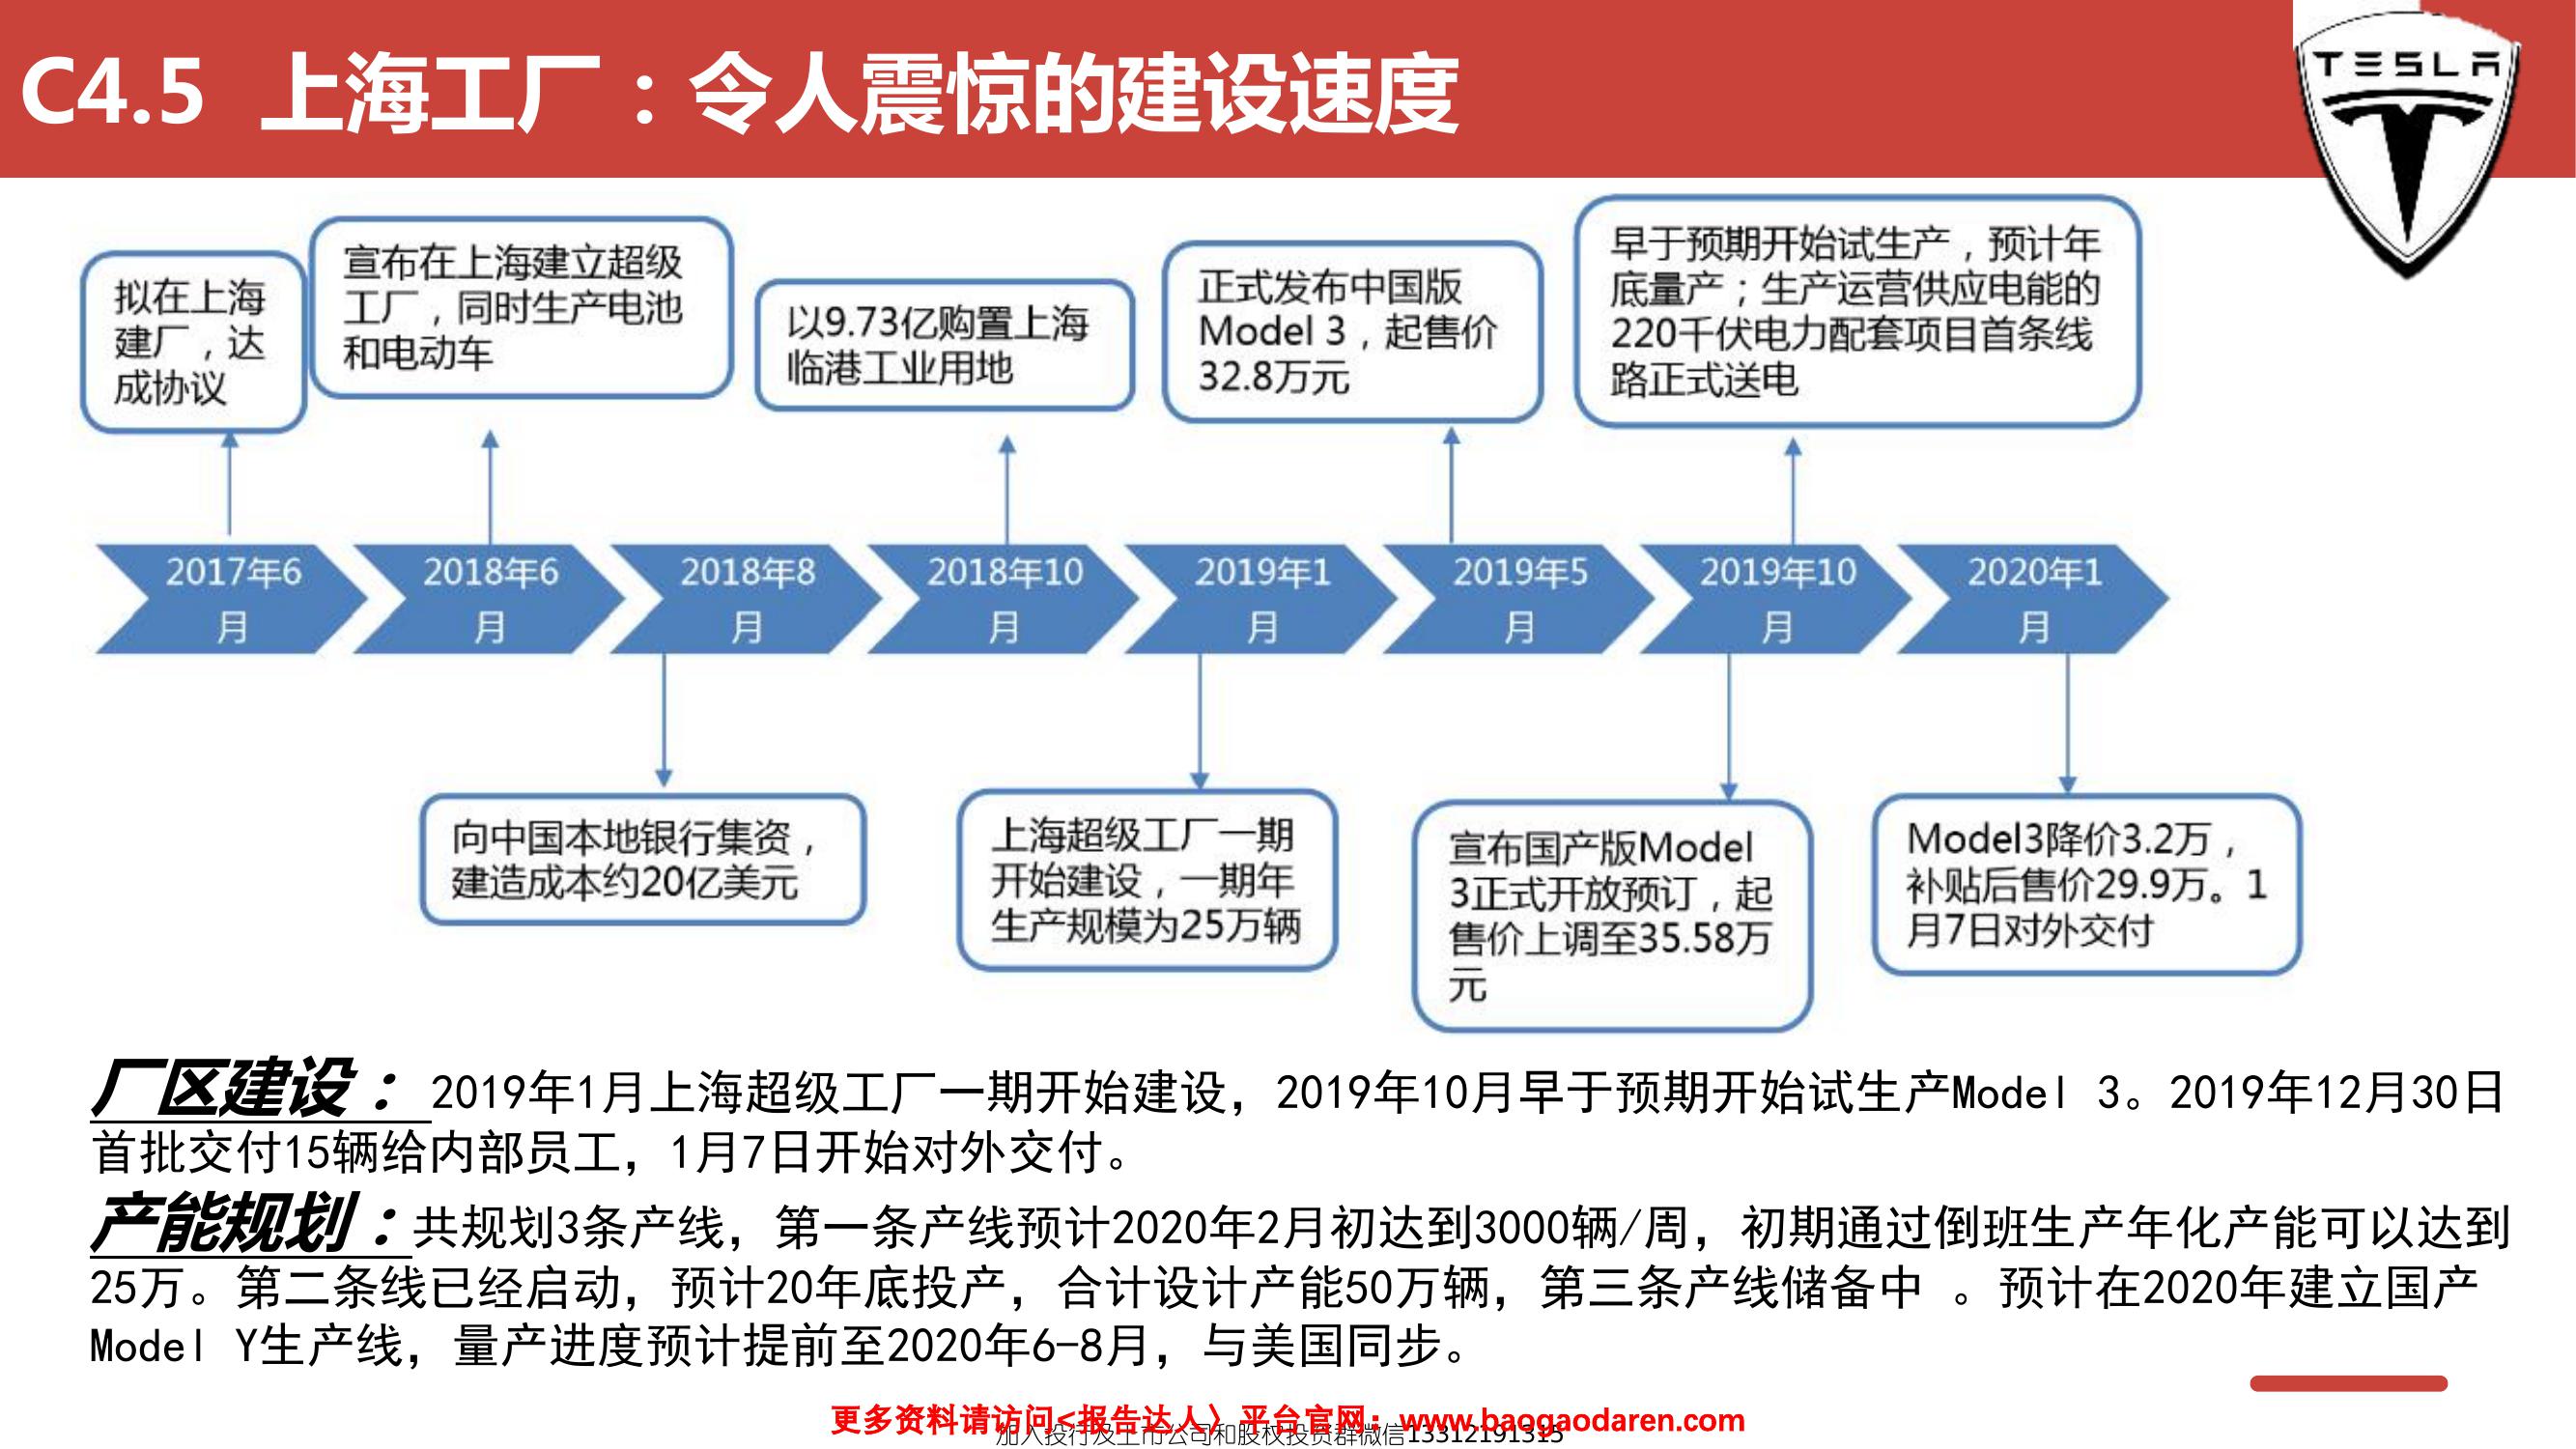 C4.5 上海工厂：令人震惊的建设速度
TESLA
拟在上海
建厂，达
成协议
宣布在上海建立超级
工厂，同时生产电池
和电动车
以9.73亿购置上海
临港工业用地
正式发布中国版
Model 3，起售价
32.8万元
早于预期开始试生产，预计年
底量产；生产运营供应电能的
220千伏电力配套项目首条线
路正式送电
2017年6
月
2018年6
月
2018年8
月
2018年10
月
2019年1
月
2019年5
月
2019年10
月
2020年1
月
向中国本地银行集资，
建造成本约20亿美元
上海超级工厂一期
开始建设，一期年
生产规模为25万辆
宣布国产版Model
3正式开放预订，起
售价上调至35.58万
元
Model3降价3.2万，
补贴后售价29.9万。1
月7日对外交付
厂区建设：2019年1月上海超级工厂一期开始建设，2019年10月早于预期开始试生产Model 3。2019年12月30日
首批交付15辆给内部员工，1月7日开始对外交付。
产能规划：共规划3条产线，第一条产线预计2020年2月初达到3000辆/周，初期通过倒班生产年化产能可以达到
25万。第二条线已经启动，预计20年底投产，合计设计产能50万辆，第三条产线储备中 。预计在2020年建立国产
Model Y生产线，量产进度预计提前至2020年6-8月，与美国同步。
更多资料请访问<报告达人〉平台官网：www.baogaodaren.com
加入投行及上市公司和股权投资群微信13312191315